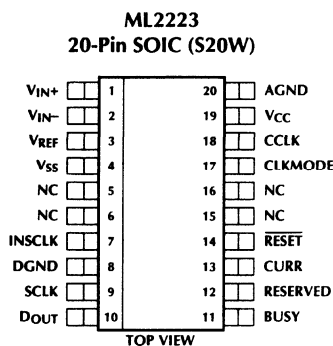 ML2223
20-Pin SOIC (S20W)
VIN+ 1 20 AGND
VIN– 2 19 VCC
VREF 3 18 CCLK
VSS 4 17 CLKMODE
NC 5 16 NC
NC 6 15 NC
INSCLK 7 14 RESET
DGND 8 13 CURR
SCLK 9 12 RESERVED
DOUT 10 11 BUSY
TOP VIEW